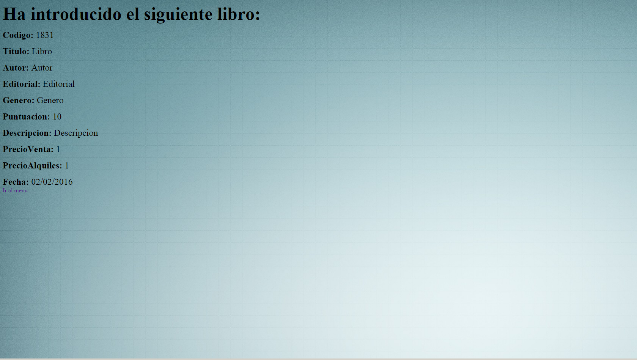 Ha introducido el siguiente libro:
Codigo: 1831
Titulo: Libro
Autor: Autor
Editorial: Editorial
Genero: Genero
Puntuacion: 10
Descripcion: Descripcion
PrecioVenta: 1
PrecioAlquiles: 1
Fecha: 02/02/2016